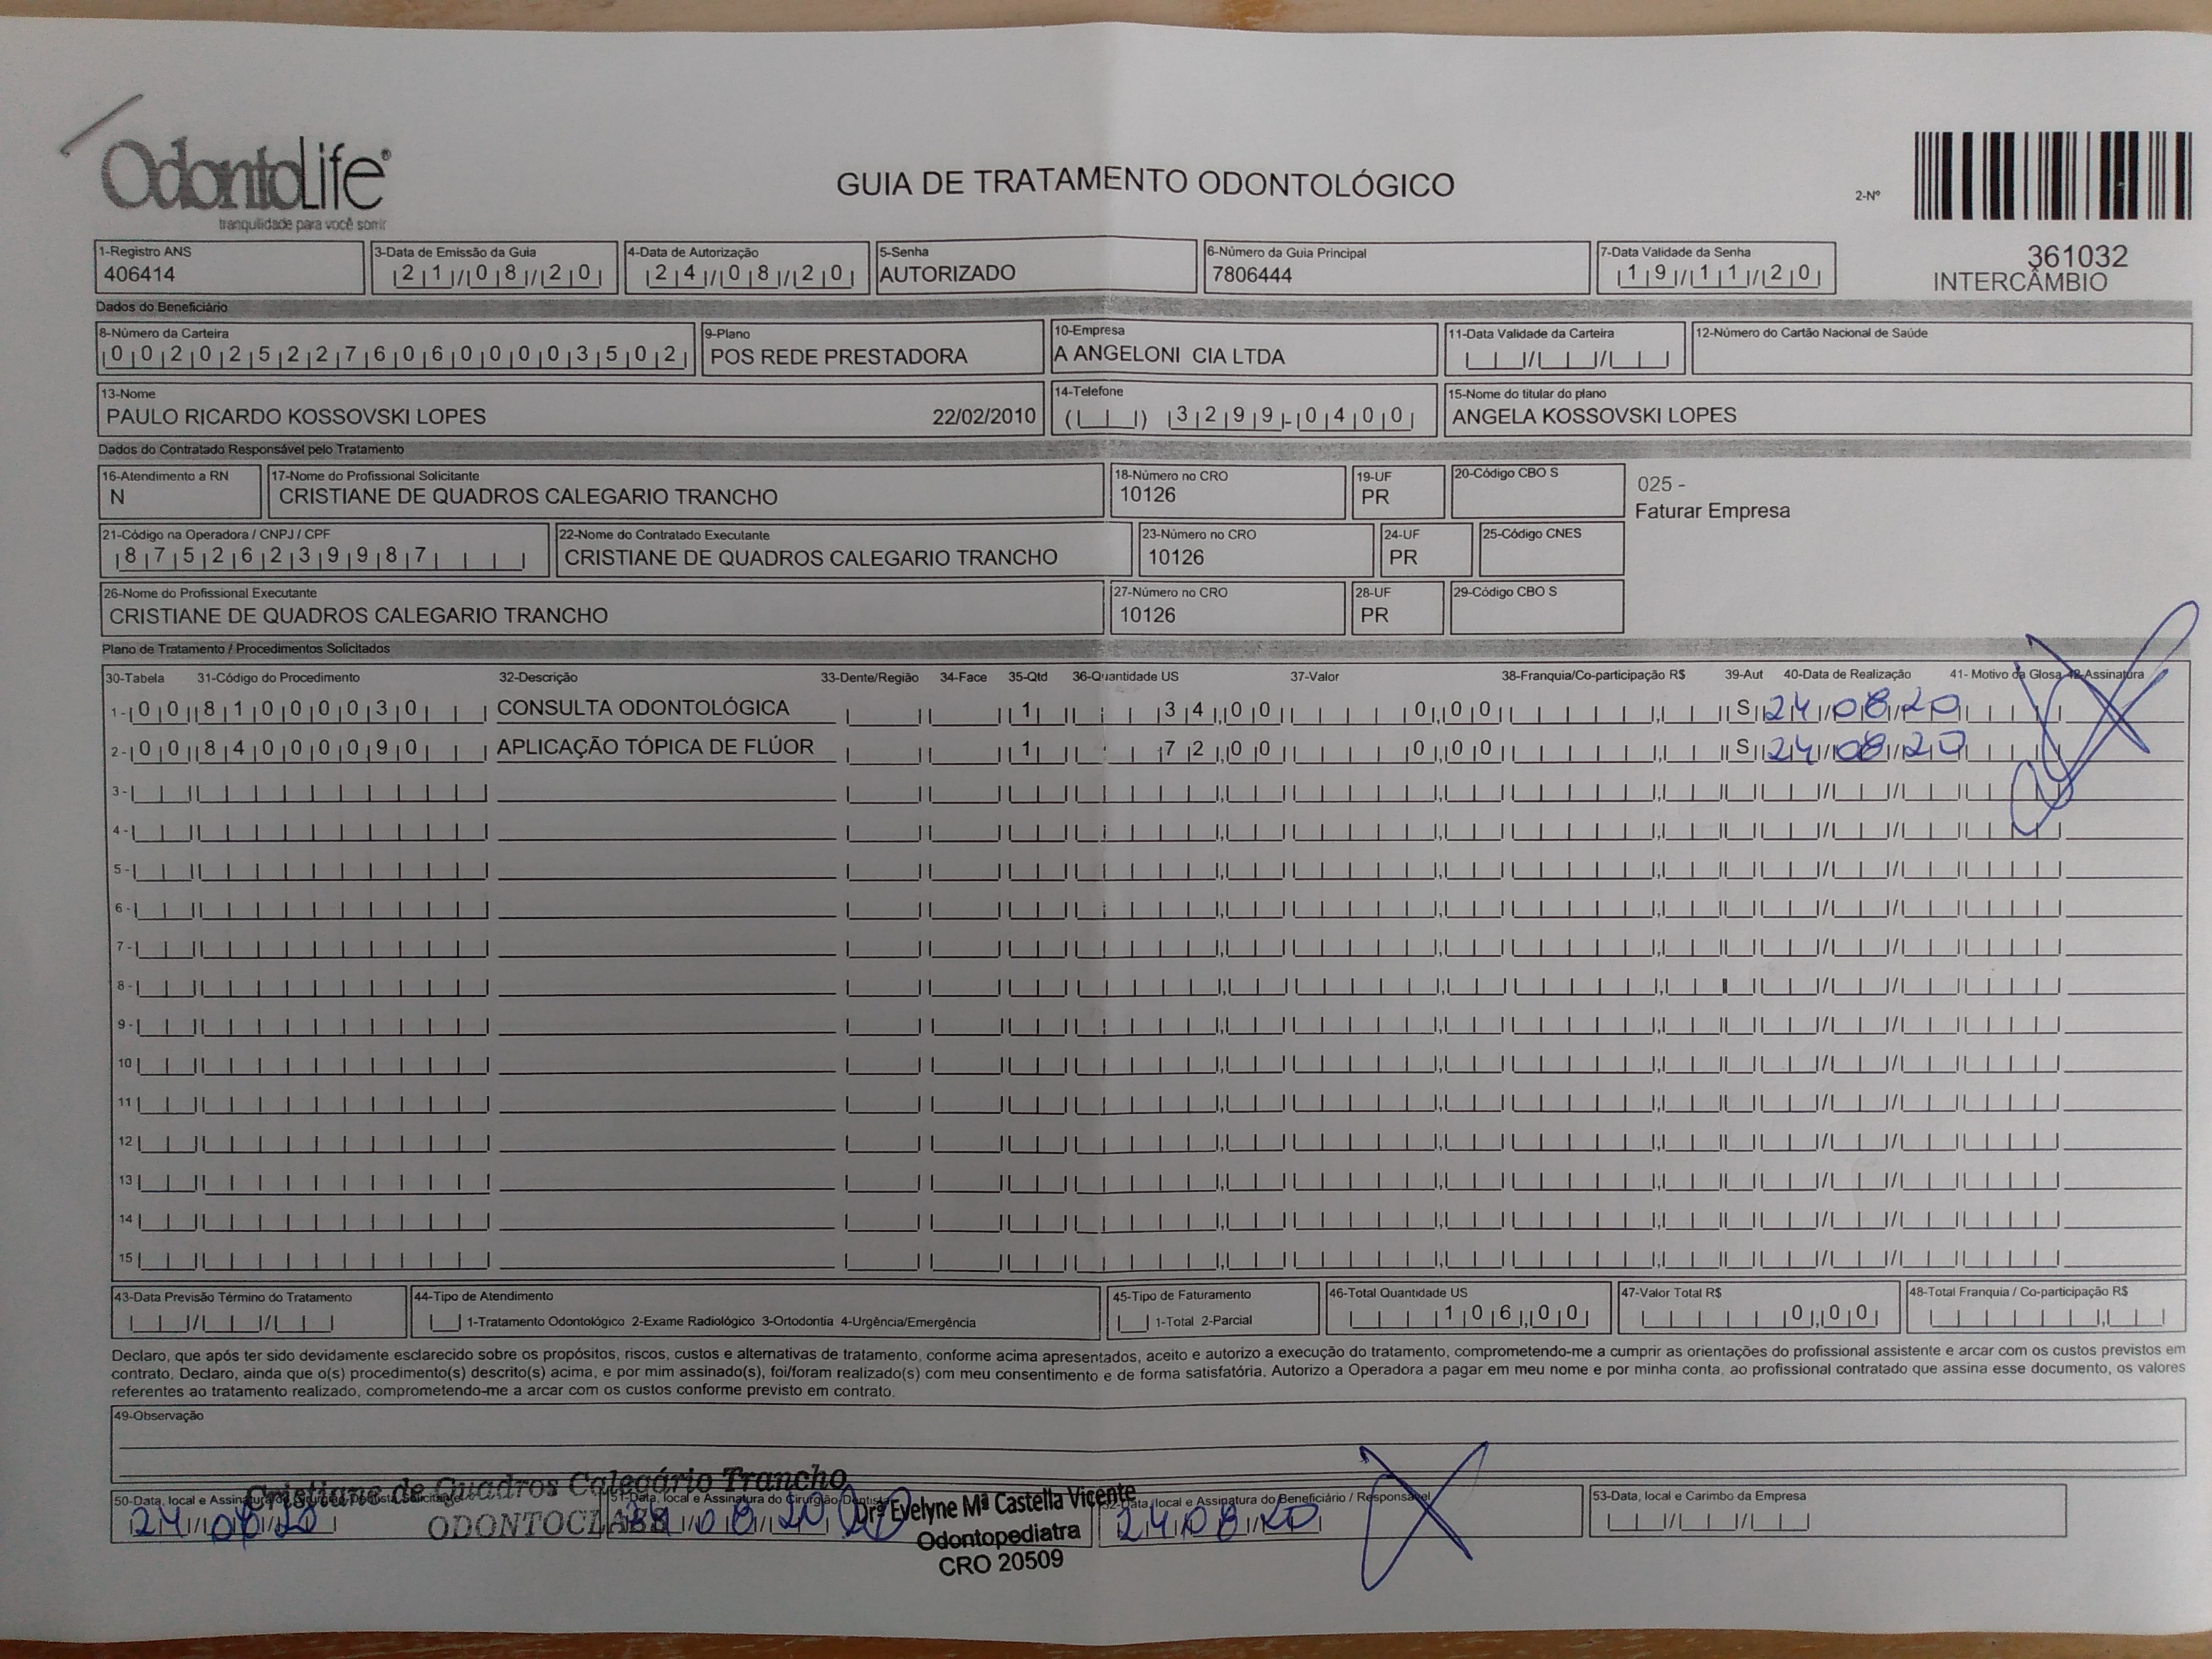 OdontoLife®
tranquilidade para você sorrir
GUIA DE TRATAMENTO ODONTOLÓGICO
2-Nº
361032
INTERCÂMBIO
1-Registro ANS
406414
3-Data de Emissão da Guia
21/08/20
4-Data de Autorização
24/08/20
5-Senha
AUTORIZADO
6-Número da Guia Principal
7806444
7-Data Validade da Senha
19/11/20
Dados do Beneficiário
8-Número da Carteira
00202522760600003502
9-Plano
POS REDE PRESTADORA
10-Empresa
A ANGELONI CIA LTDA
11-Data Validade da Carteira
12-Número do Cartão Nacional de Saúde
13-Nome
PAULO RICARDO KOSSOVSKI LOPES 22/02/2010
14-Telefone
( ) 3299-0400
15-Nome do titular do plano
ANGELA KOSSOVSKI LOPES
Dados do Contratado Responsável pelo Tratamento
16-Atendimento a RN
N
17-Nome do Profissional Solicitante
CRISTIANE DE QUADROS CALEGARIO TRANCHO
18-Número no CRO
10126
19-UF
PR
20-Código CBO S
025 -
Faturar Empresa
21-Código na Operadora / CNPJ / CPF
87526239987
22-Nome do Contratado Executante
CRISTIANE DE QUADROS CALEGARIO TRANCHO
23-Número no CRO
10126
24-UF
PR
25-Código CNES
26-Nome do Profissional Executante
CRISTIANE DE QUADROS CALEGARIO TRANCHO
27-Número no CRO
10126
28-UF
PR
29-Código CBO S
Plano de Tratamento / Procedimentos Solicitados
30-Tabela 31-Código do Procedimento 32-Descrição 33-Dente/Região 34-Face 35-Qtd 36-Quantidade US 37-Valor 38-Franquia/Co-participação R$ 39-Aut 40-Data de Realização 41- Motivo da Glosa 42-Assinatura
1- 00 81000030 CONSULTA ODONTOLÓGICA 1 34,00 0,00 S 24/08/20
2- 00 84000090 APLICAÇÃO TÓPICA DE FLÚOR 1 72,00 0,00 S 24/08/20
3-
4-
5-
6-
7-
8-
9-
10
11
12
13
14
15
43-Data Previsão Término do Tratamento
44-Tipo de Atendimento
1-Tratamento Odontológico 2-Exame Radiológico 3-Ortodontia 4-Urgência/Emergência
45-Tipo de Faturamento
1-Total 2-Parcial
46-Total Quantidade US
106,00
47-Valor Total R$
0,00
48-Total Franquia / Co-participação R$
Declaro, que após ter sido devidamente esclarecido sobre os propósitos, riscos, custos e alternativas de tratamento, conforme acima apresentados, aceito e autorizo a execução do tratamento, comprometendo-me a cumprir as orientações do profissional assistente e arcar com os custos previstos em
contrato. Declaro, ainda que o(s) procedimento(s) descrito(s) acima, e por mim assinado(s), foi/foram realizado(s) com meu consentimento e de forma satisfatória. Autorizo a Operadora a pagar em meu nome e por minha conta, ao profissional contratado que assina esse documento, os valores
referentes ao tratamento realizado, comprometendo-me a arcar com os custos conforme previsto em contrato.
49-Observação
Cristiane de Quadros Calegário Trancho
ODONTOCLASS
50-Data, local e Assinatura do Cirurgião-Dentista Solicitante
24/08/20
51-Data, local e Assinatura do Cirurgião-Dentista
24/08/20
Drª Evelyne Mª Castella Vicente
Odontopediatra
CRO 20509
52-Data, local e Assinatura do Beneficiário / Responsável
24/08/20
53-Data, local e Carimbo da Empresa